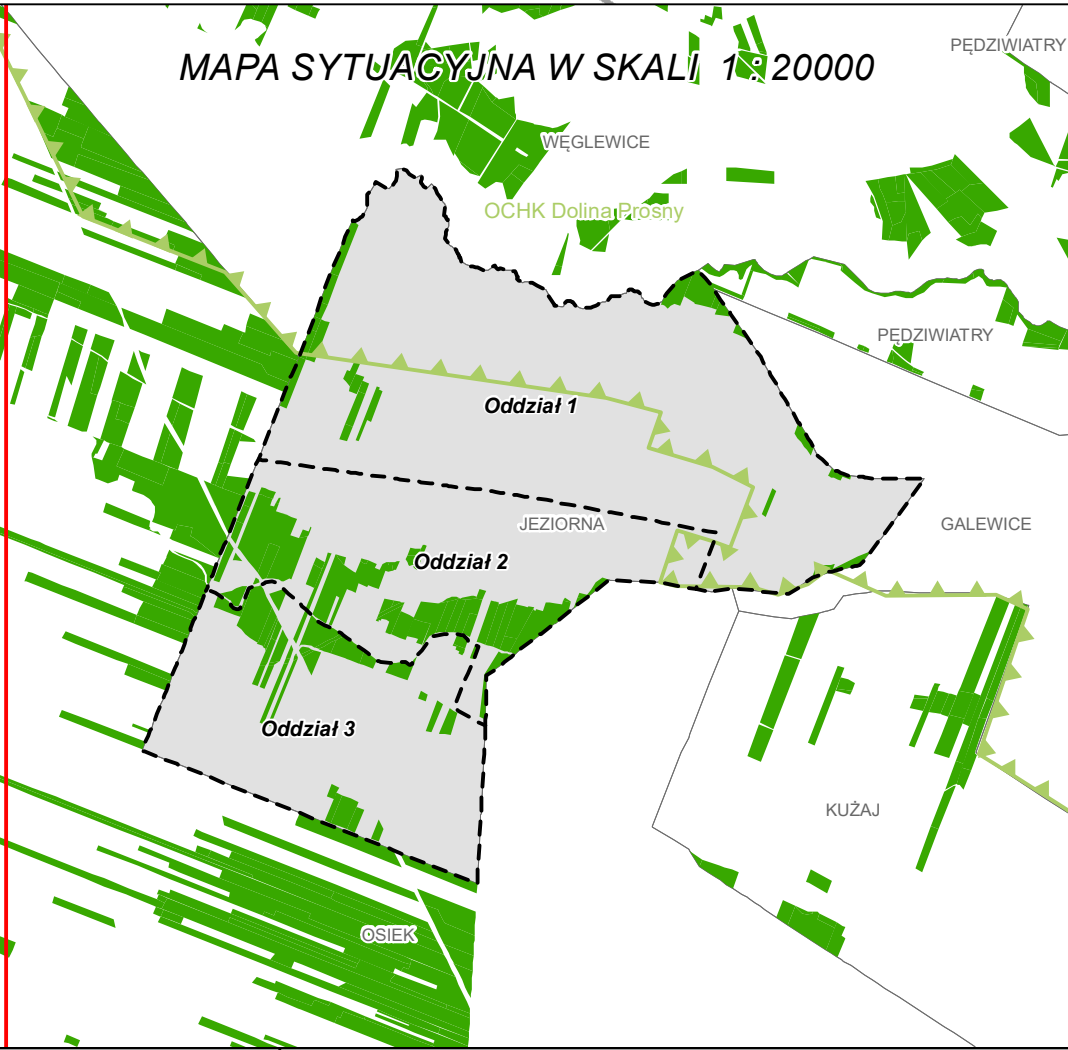 PĘDZIWIATRY
MAPA SYTUACYJNA W SKALI 1 : 20000
WĘGLEWICE
OCHK Dolina Prosny
PĘDZIWIATRY
Oddział 1
JEZIORNA
GALEWICE
Oddział 2
Oddział 3
KUŻAJ
OSIEK